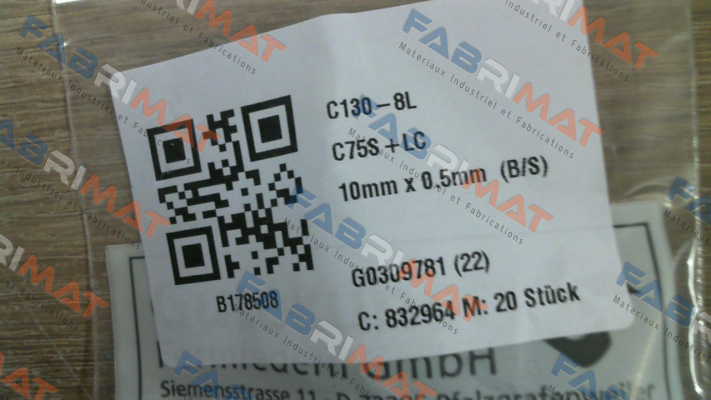 C130-8L
C75S+LC
10mm x 0,5mm (B/S)
G0309781 (22)
C: 832964 M: 20 Stück
B178508
GmbH
Siemensstrasse 11 - D
FABRIMAT
Materiaux Industriel et Fabrications